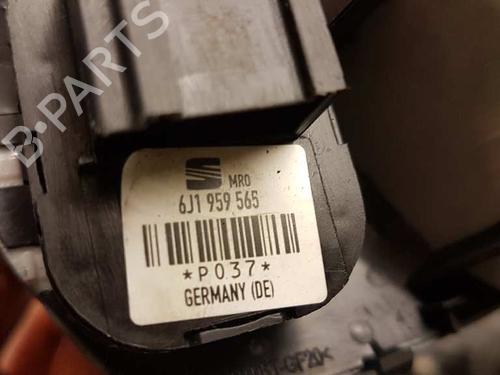 B-PARTS
MRO
6J1 959 565
*P037*
GERMANY (DE)